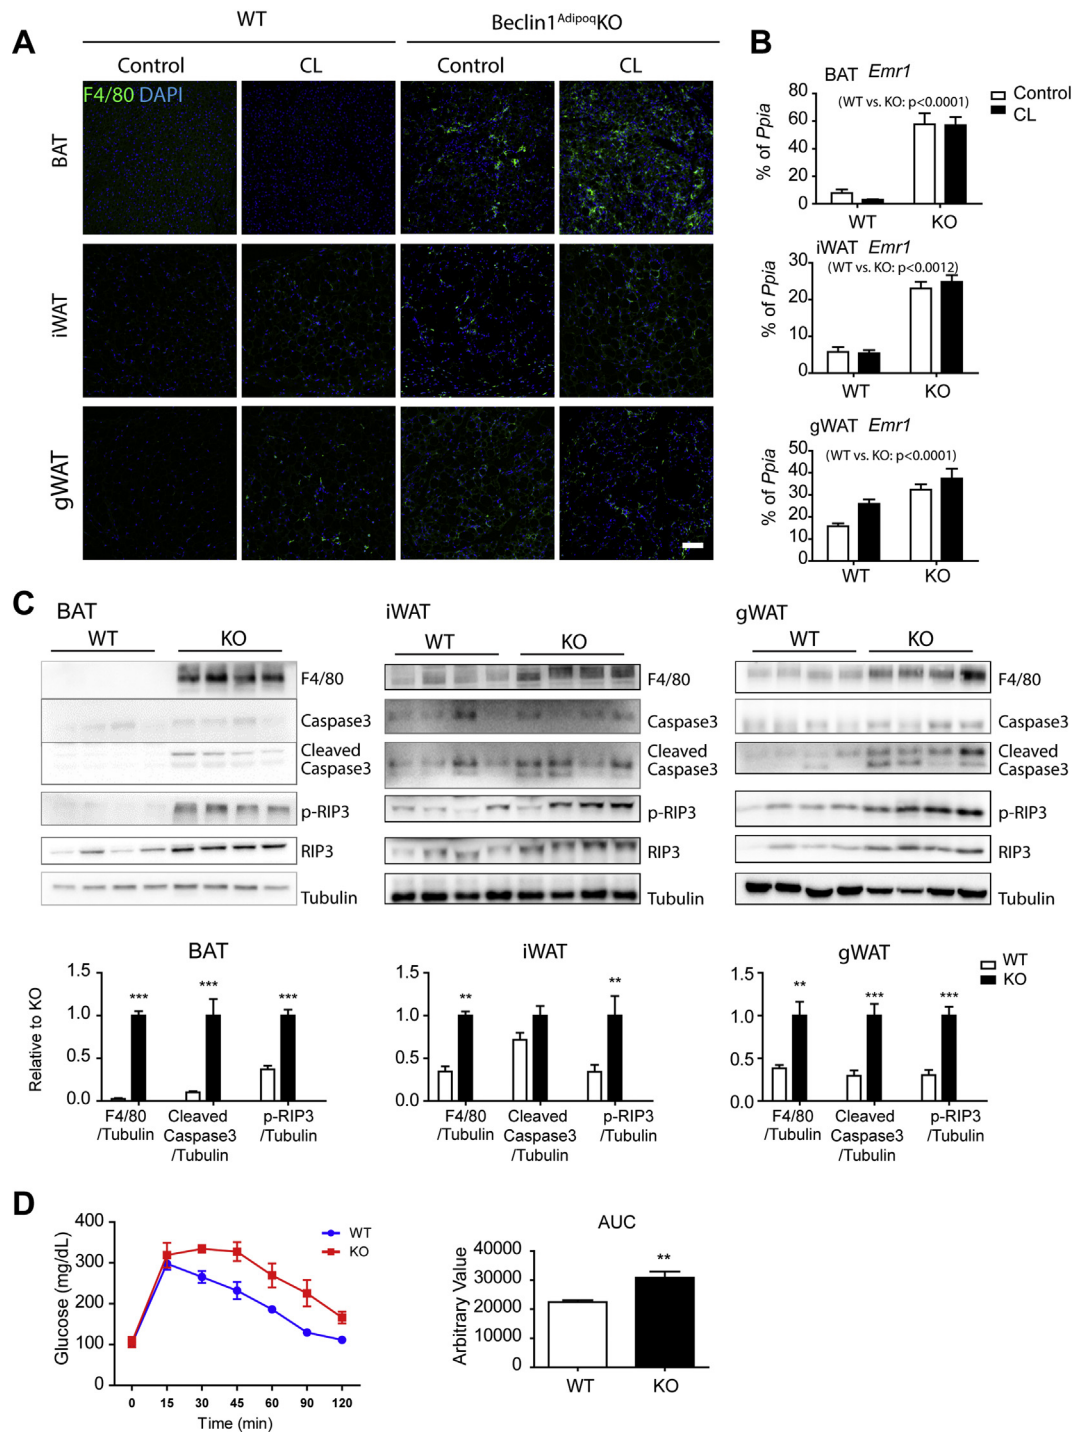 A
WT
Beclin1AdipoqKO
Control
CL
Control
CL
F4/80 DAPI
BAT
iWAT
gWAT
B
BAT Emr1
(WT vs. KO: p<0.0001)
Control
CL
% of Ppia
80
60
40
20
0
WT
KO
iWAT Emr1
(WT vs. KO: p<0.0012)
% of Ppia
30
20
10
0
WT
KO
gWAT Emr1
(WT vs. KO: p<0.0001)
% of Ppia
50
40
30
20
10
WT
KO
C
BAT
WT
KO
F4/80
Caspase3
Cleaved
Caspase3
p-RIP3
RIP3
Tubulin
iWAT
WT
KO
F4/80
Caspase3
Cleaved
Caspase3
p-RIP3
RIP3
Tubulin
gWAT
WT
KO
F4/80
Caspase3
Cleaved
Caspase3
p-RIP3
RIP3
Tubulin
BAT
Relative to KO
1.5
1.0
0.5
0.0
***
***
***
F4/80
/Tubulin
Cleaved
Caspase3
/Tubulin
p-RIP3
/Tubulin
iWAT
1.5
1.0
0.5
0.0
**
**
F4/80
/Tubulin
Cleaved
Caspase3
/Tubulin
p-RIP3
/Tubulin
gWAT
WT
KO
1.5
1.0
0.5
0.0
**
***
***
F4/80
/Tubulin
Cleaved
Caspase3
/Tubulin
p-RIP3
/Tubulin
D
Glucose (mg/dL)
400
300
200
100
0
WT
KO
0 15 30 45 60 90 120
Time (min)
AUC
Arbitrary Value
40000
30000
20000
10000
0
**
WT
KO